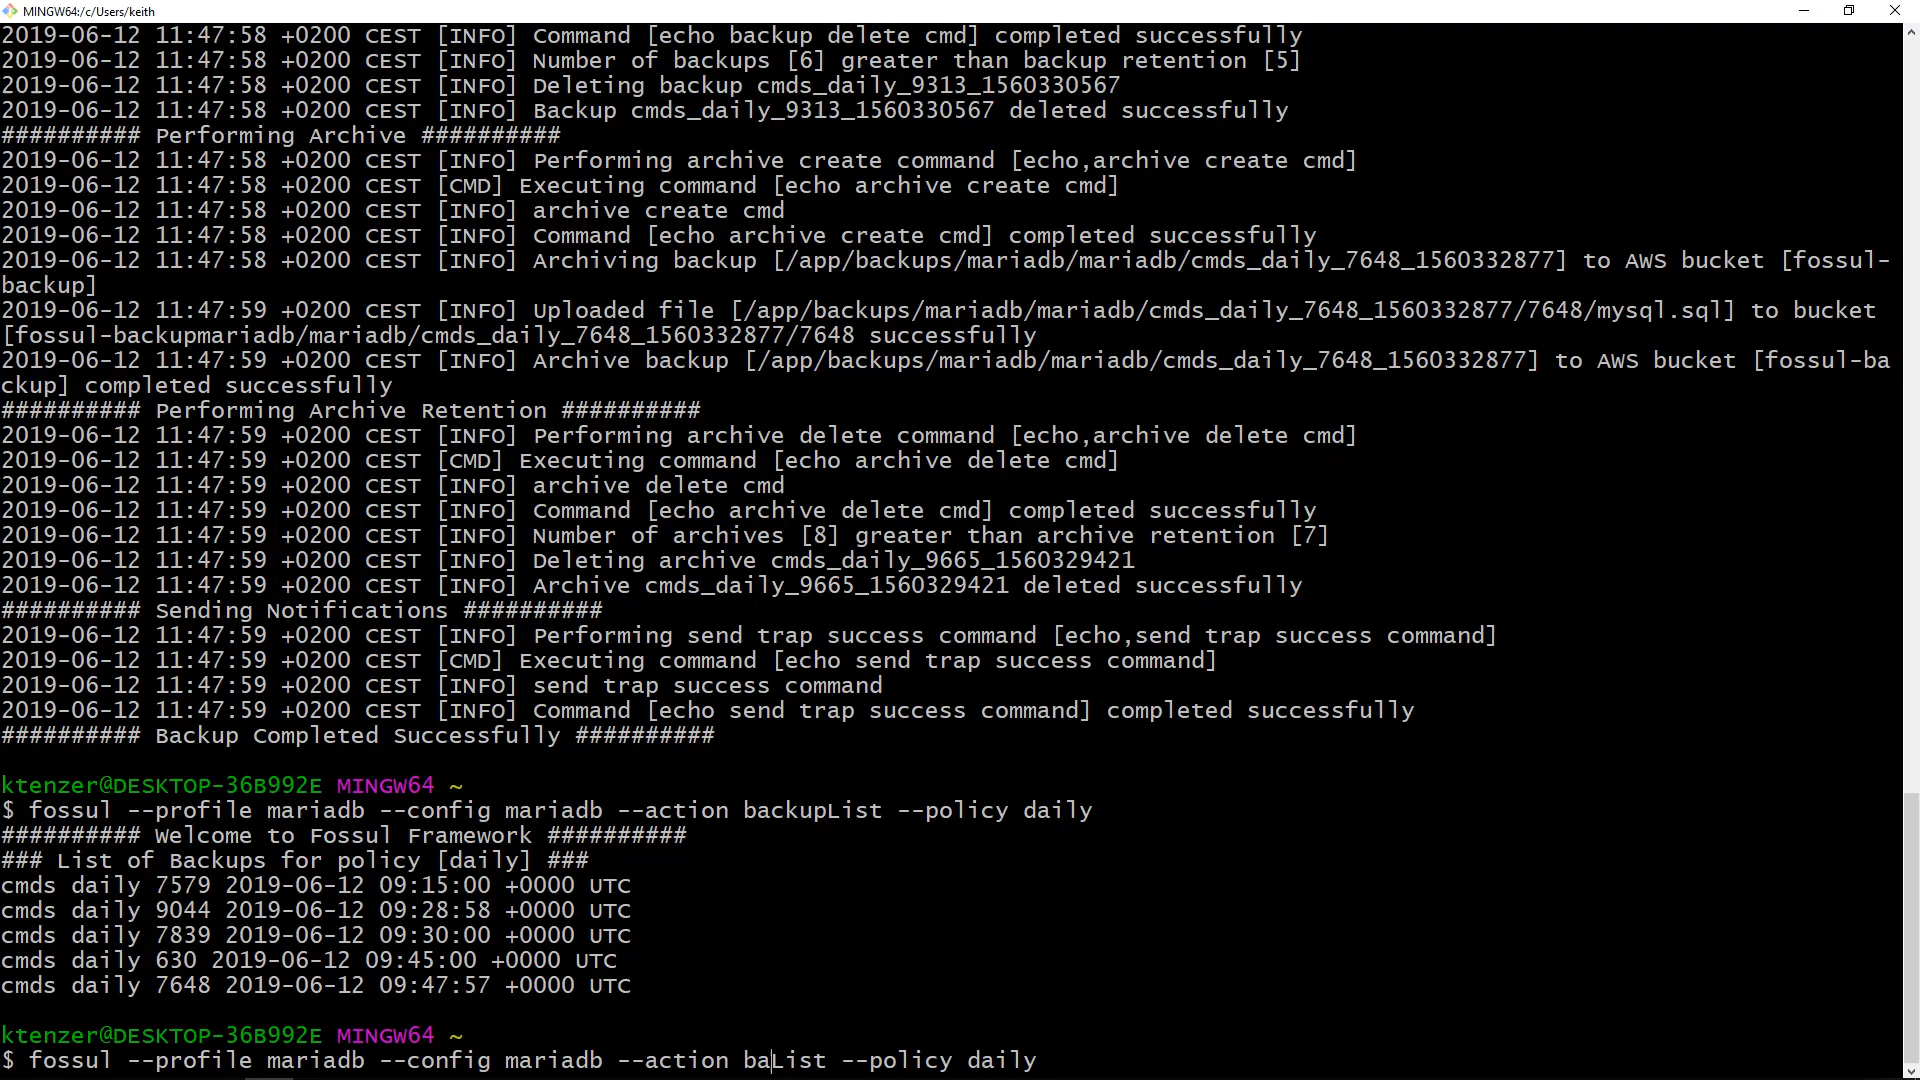 MINGW64:/c/Users/keith
2019-06-12 11:47:58 +0200 CEST [INFO] Command [echo backup delete cmd] completed successfully
2019-06-12 11:47:58 +0200 CEST [INFO] Number of backups [6] greater than backup retention [5]
2019-06-12 11:47:58 +0200 CEST [INFO] Deleting backup cmds_daily_9313_1560330567
2019-06-12 11:47:58 +0200 CEST [INFO] Backup cmds_daily_9313_1560330567 deleted successfully
########## Performing Archive ##########
2019-06-12 11:47:58 +0200 CEST [INFO] Performing archive create command [echo,archive create cmd]
2019-06-12 11:47:58 +0200 CEST [CMD] Executing command [echo archive create cmd]
2019-06-12 11:47:58 +0200 CEST [INFO] archive create cmd
2019-06-12 11:47:58 +0200 CEST [INFO] Command [echo archive create cmd] completed successfully
2019-06-12 11:47:58 +0200 CEST [INFO] Archiving backup [/app/backups/mariadb/mariadb/cmds_daily_7648_1560332877] to AWS bucket [fossul-
backup]
2019-06-12 11:47:59 +0200 CEST [INFO] Uploaded file [/app/backups/mariadb/mariadb/cmds_daily_7648_1560332877/7648/mysql.sql] to bucket
[fossul-backupmariadb/mariadb/cmds_daily_7648_1560332877/7648 successfully
2019-06-12 11:47:59 +0200 CEST [INFO] Archive backup [/app/backups/mariadb/mariadb/cmds_daily_7648_1560332877] to AWS bucket [fossul-ba
ckup] completed successfully
########## Performing Archive Retention ##########
2019-06-12 11:47:59 +0200 CEST [INFO] Performing archive delete command [echo,archive delete cmd]
2019-06-12 11:47:59 +0200 CEST [CMD] Executing command [echo archive delete cmd]
2019-06-12 11:47:59 +0200 CEST [INFO] archive delete cmd
2019-06-12 11:47:59 +0200 CEST [INFO] Command [echo archive delete cmd] completed successfully
2019-06-12 11:47:59 +0200 CEST [INFO] Number of archives [8] greater than archive retention [7]
2019-06-12 11:47:59 +0200 CEST [INFO] Deleting archive cmds_daily_9665_1560329421
2019-06-12 11:47:59 +0200 CEST [INFO] Archive cmds_daily_9665_1560329421 deleted successfully
########## Sending Notifications ##########
2019-06-12 11:47:59 +0200 CEST [INFO] Performing send trap success command [echo,send trap success command]
2019-06-12 11:47:59 +0200 CEST [CMD] Executing command [echo send trap success command]
2019-06-12 11:47:59 +0200 CEST [INFO] send trap success command
2019-06-12 11:47:59 +0200 CEST [INFO] Command [echo send trap success command] completed successfully
########## Backup Completed Successfully ##########
ktenzer@DESKTOP-36B992E MINGW64 ~
$ fossul --profile mariadb --config mariadb --action backupList --policy daily
########## Welcome to Fossul Framework ##########
### List of Backups for policy [daily] ###
cmds daily 7579 2019-06-12 09:15:00 +0000 UTC
cmds daily 9044 2019-06-12 09:28:58 +0000 UTC
cmds daily 7839 2019-06-12 09:30:00 +0000 UTC
cmds daily 630 2019-06-12 09:45:00 +0000 UTC
cmds daily 7648 2019-06-12 09:47:57 +0000 UTC
ktenzer@DESKTOP-36B992E MINGW64 ~
$ fossul --profile mariadb --config mariadb --action baList --policy daily